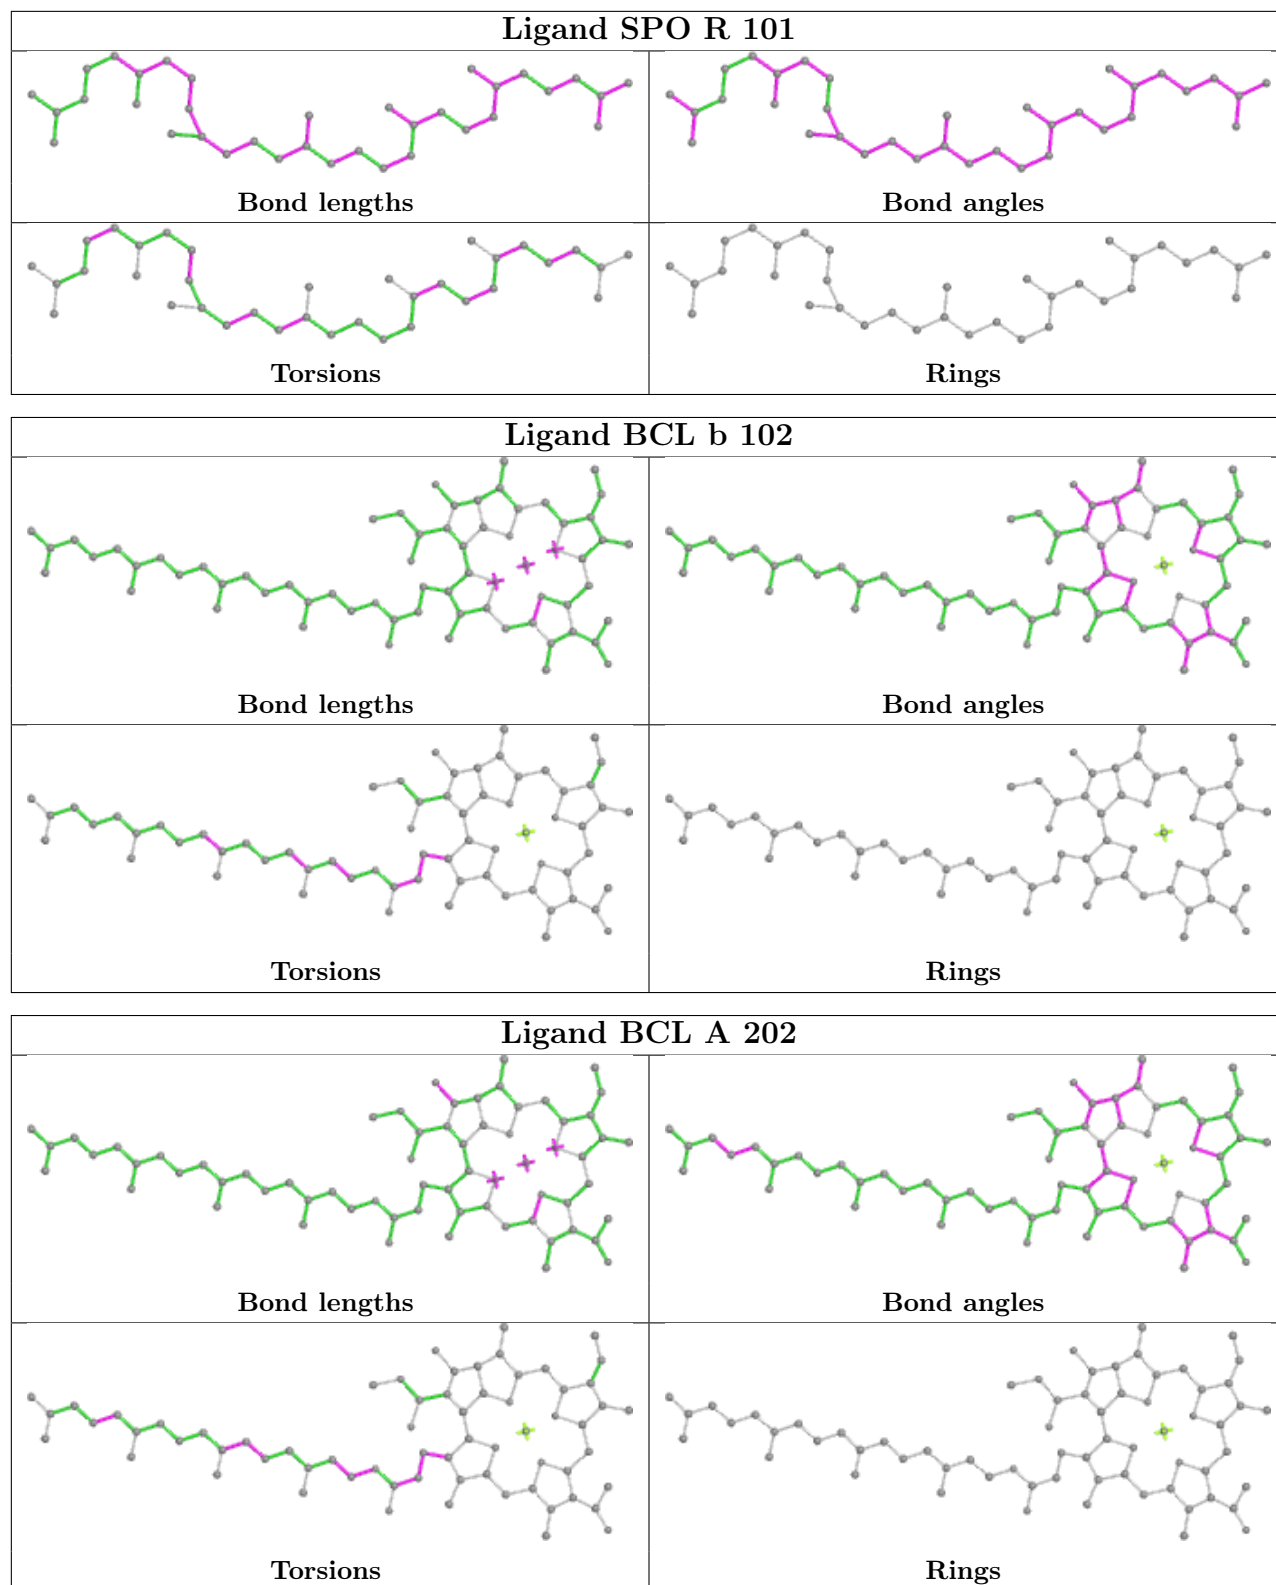 Ligand SPO R 101
Bond lengths
Bond angles
Torsions
Rings
Ligand BCL b 102
Bond lengths
Bond angles
Torsions
Rings
Ligand BCL A 202
Bond lengths
Bond angles
Torsions
Rings